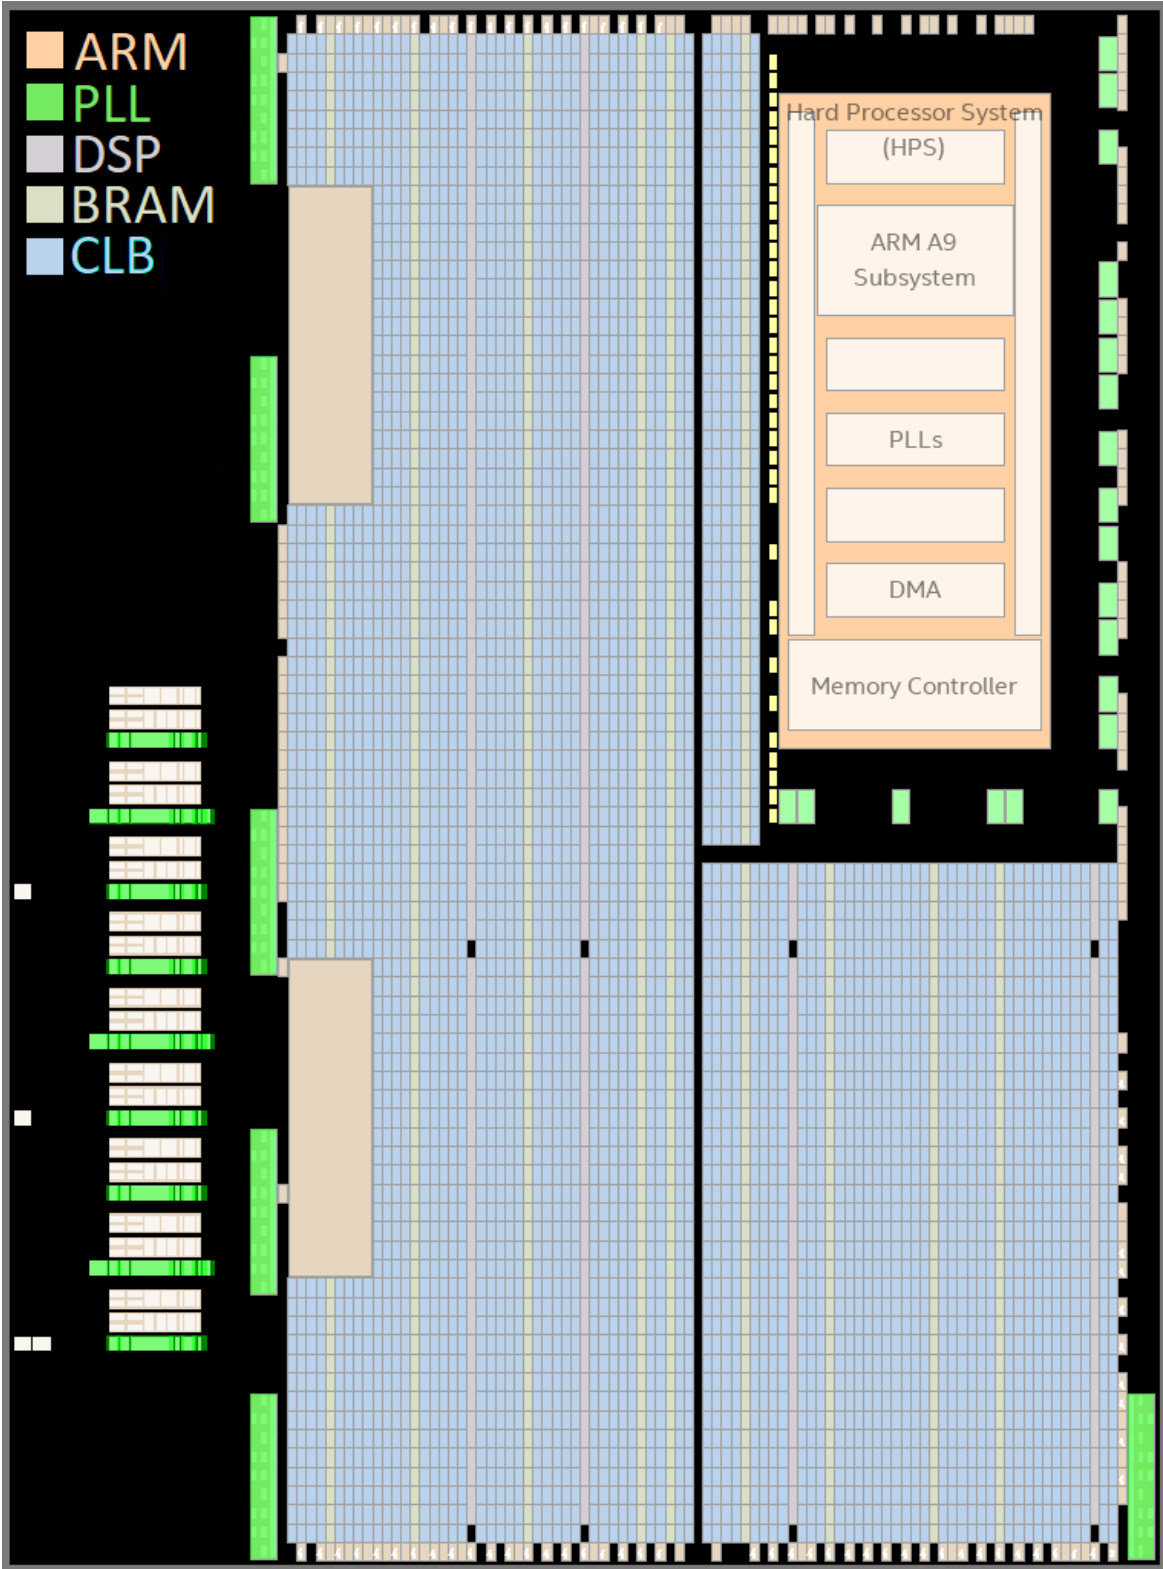 ARM
PLL
DSP
BRAM
CLB
Hard Processor System
(HPS)
ARM A9
Subsystem
PLLs
DMA
Memory Controller